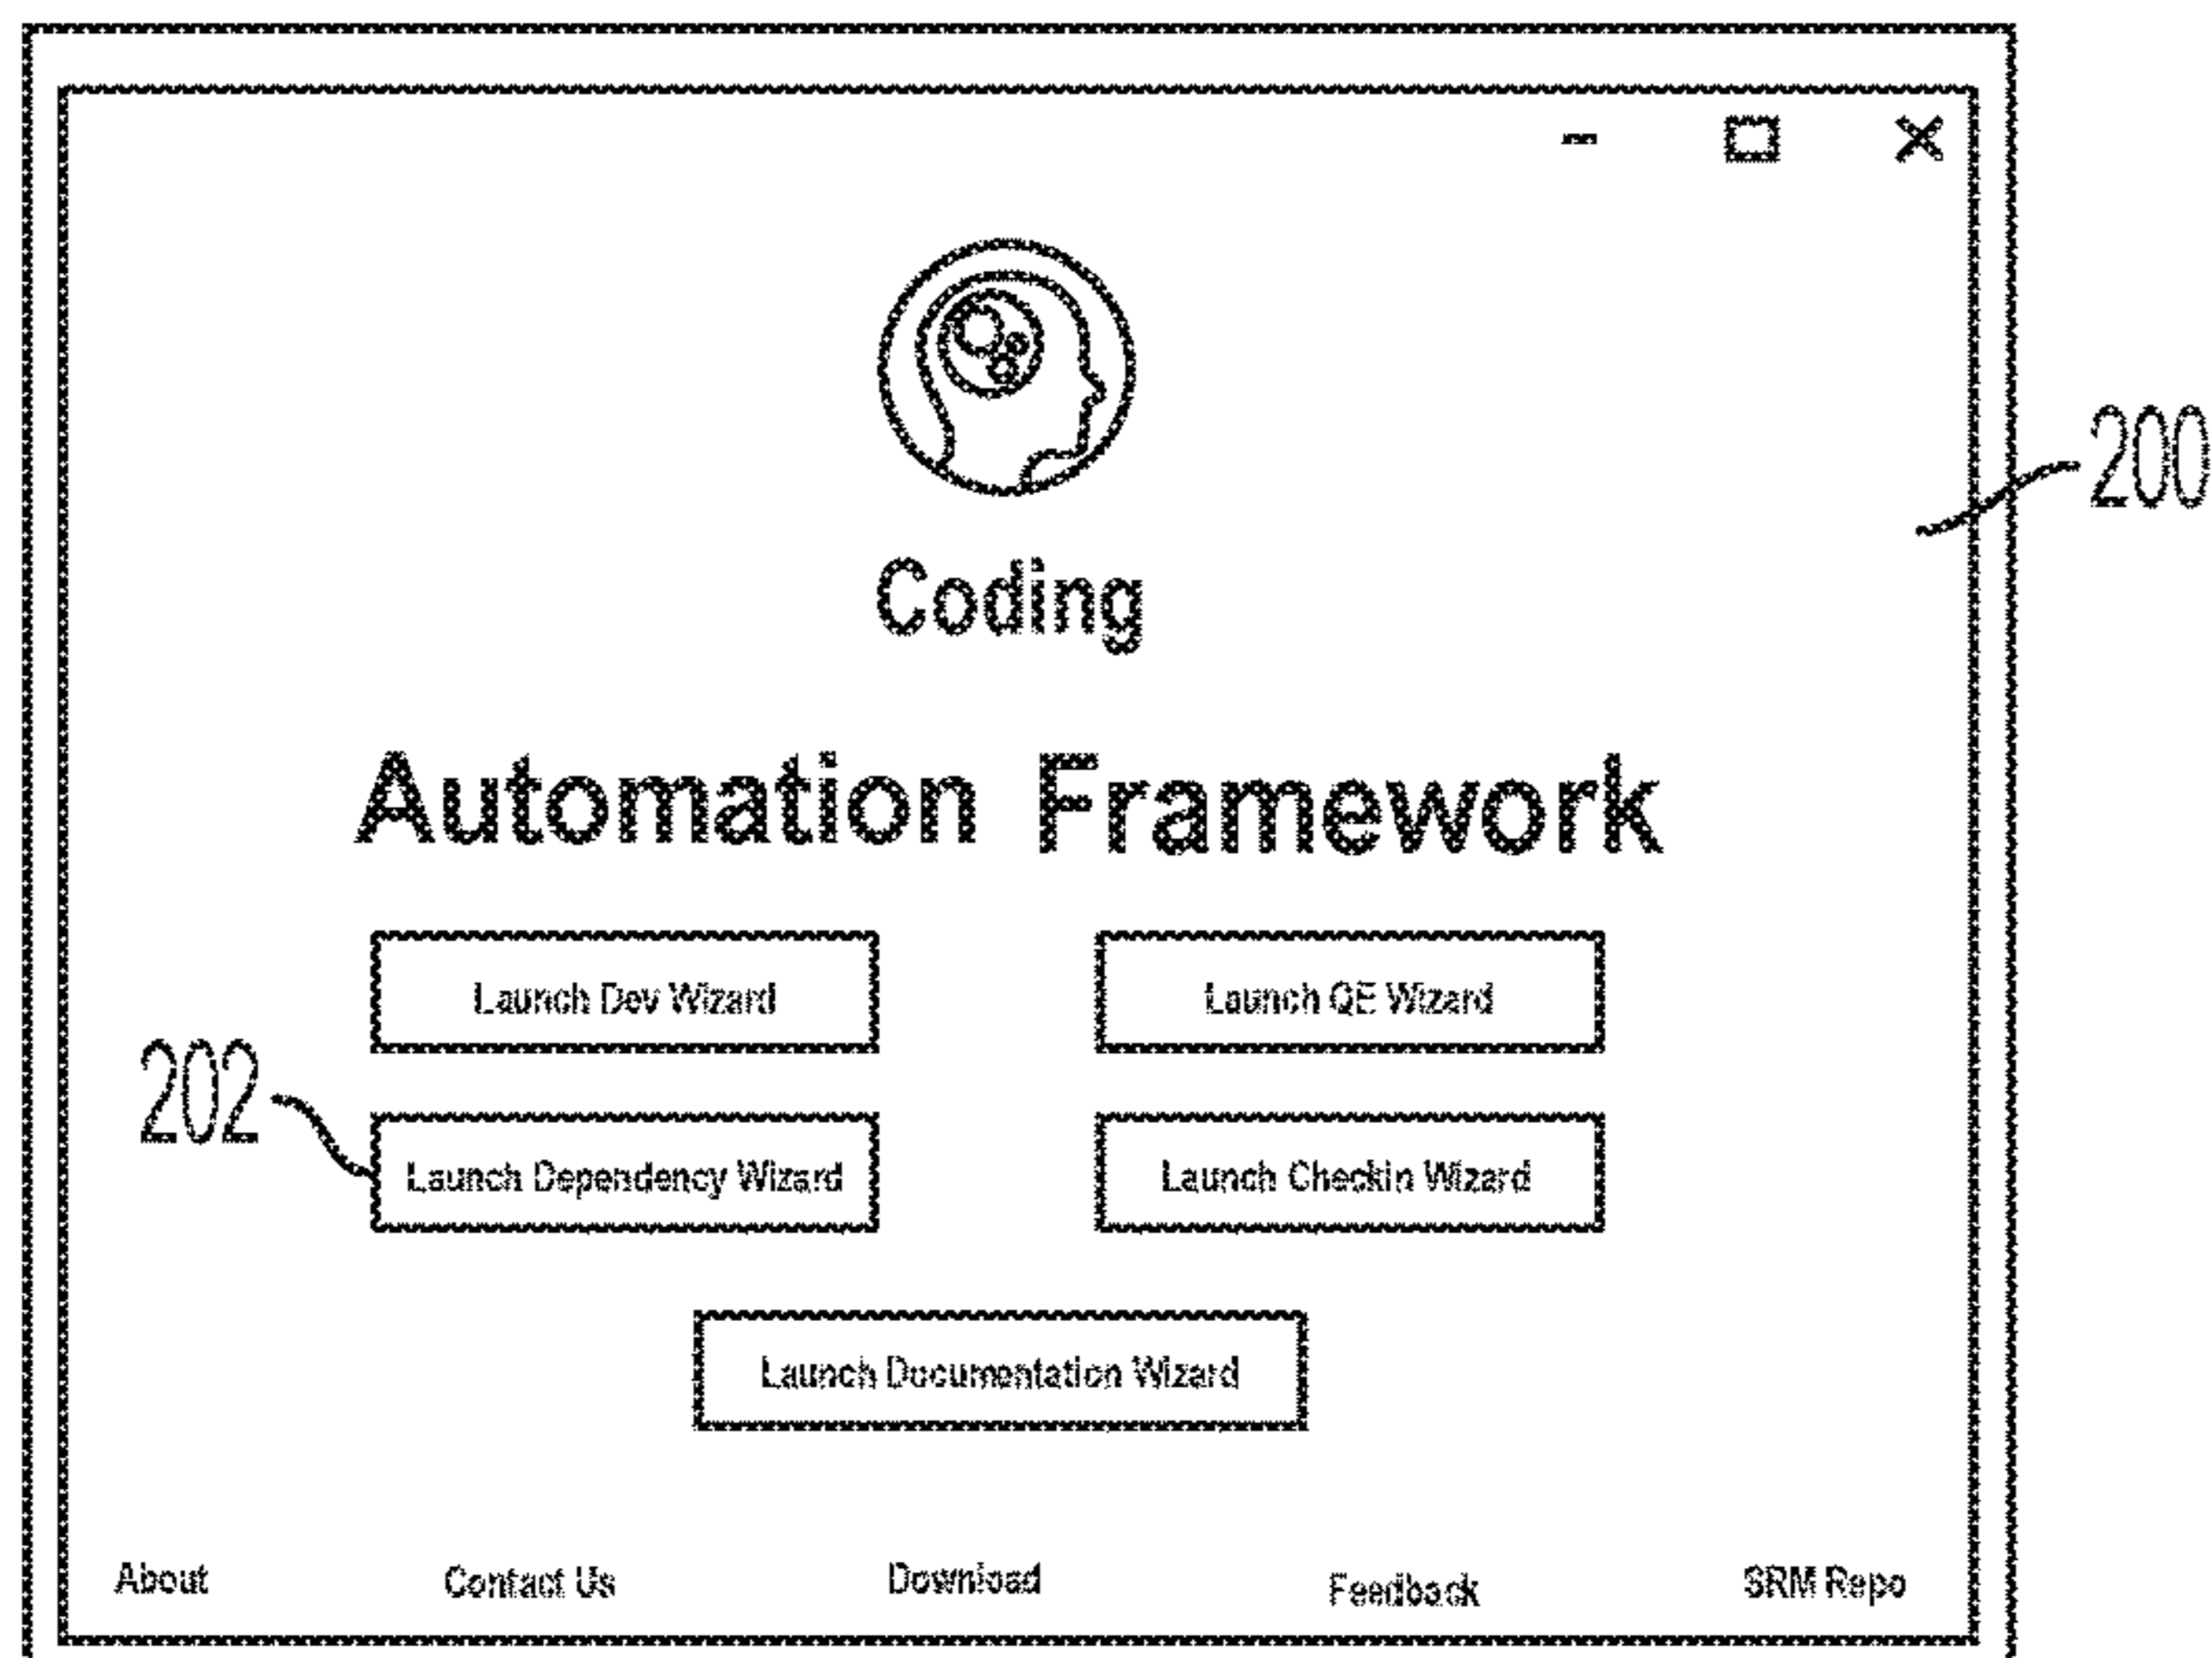 200
Coding
Automation Framework
Launch Dev Wizard
Launch QE Wizard
202
Launch Dependency Wizard
Launch Checkin Wizard
Launch Documentation Wizard
About
Contact Us
Download
Feedback
SRM Repo